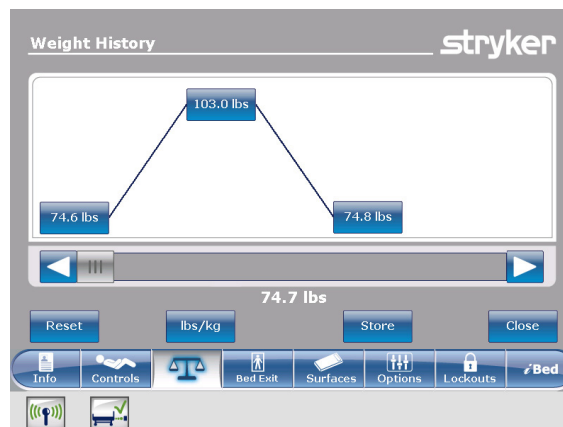 Weight History
stryker
103.0 lbs
74.6 lbs
74.8 lbs
74.7 lbs
Reset
lbs/kg
Store
Close
Info
Controls
Bed Exit
Surfaces
Options
Lockouts
iBed